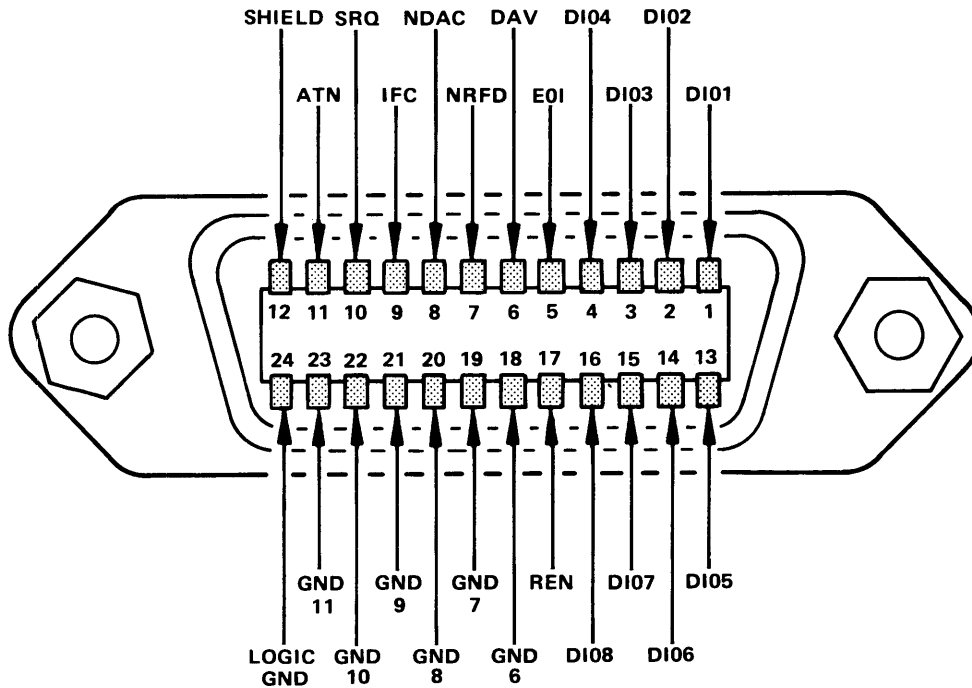 SHIELD SRQ NDAC DAV DI04 DI02
ATN IFC NRFD E0I DI03 DI01
12 11 10 9 8 7 6 5 4 3 2 1
24 23 22 21 20 19 18 17 16 15 14 13
GND 11 GND 9 GND 7 REN DI07 DI05
LOGIC GND GND 10 GND 8 GND 6 DI08 DI06